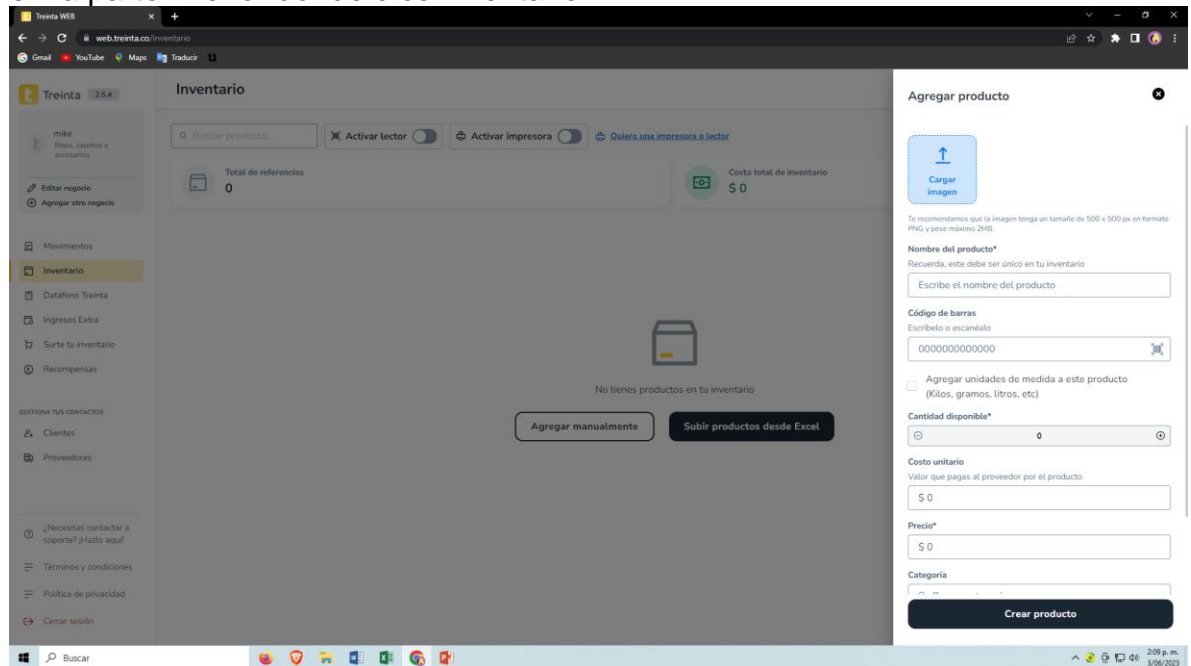 Treinta WEB
web.treinta.co/inventario
Gmail YouTube Maps Traducir
Treinta 2.5.4
mike
Ropa, zapatos y
accesorios
Editar negocio
Agregar otro negocio
Movimientos
Inventario
Datáfono Treinta
Ingresos Extra
Surte tu inventario
Recompensas
GESTIONA TUS CONTACTOS
Clientes
Proveedores
¿Necesitas contactar a
soporte? ¡Hazlo aquí!
Términos y condiciones
Política de privacidad
Cerrar sesión
Inventario
Buscar producto...
Activar lector
Activar impresora
Quiero una impresora o lector
Total de referencias
0
Costo total de inventario
$ 0
No tienes productos en tu inventario
Agregar manualmente
Subir productos desde Excel
Agregar producto
Cargar
imagen
Te recomendamos que la imagen tenga un tamaño de 500 x 500 px en formato
PNG y pese máximo 2MB.
Nombre del producto*
Recuerda, este debe ser único en tu inventario
Escribe el nombre del producto
Código de barras
Escríbelo o escanéalo
0000000000000
Agregar unidades de medida a este producto
(Kilos, gramos, litros, etc)
Cantidad disponible*
0
Costo unitario
Valor que pagas al proveedor por el producto
$ 0
Precio*
$ 0
Categoría
Crear producto
Buscar
2:09 p. m.
3/06/2023